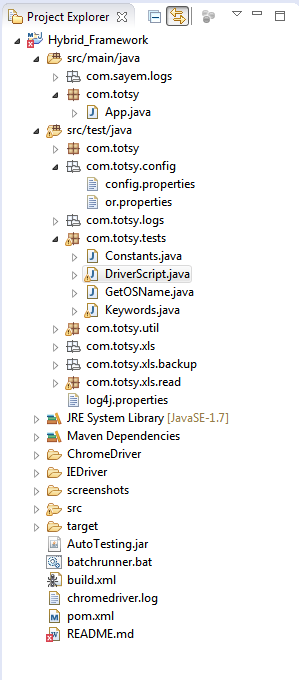 Project Explorer
Hybrid_Framework
src/main/java
com.sayem.logs
com.totsy
App.java
src/test/java
com.totsy
com.totsy.config
config.properties
or.properties
com.totsy.logs
com.totsy.tests
Constants.java
DriverScript.java
GetOSName.java
Keywords.java
com.totsy.util
com.totsy.xls
com.totsy.xls.backup
com.totsy.xls.read
log4j.properties
JRE System Library [JavaSE-1.7]
Maven Dependencies
ChromeDriver
IEDriver
screenshots
src
target
AutoTesting.jar
batchrunner.bat
build.xml
chromedriver.log
pom.xml
README.md